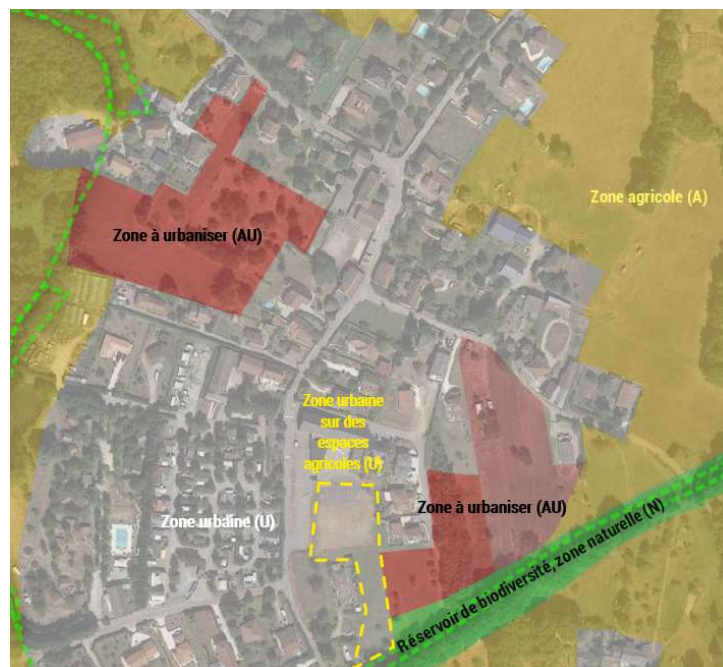 Zone agricole (A)
Zone à urbaniser (AU)
Zone urbaine
sur des
espaces
agricoles (U)
Zone à urbaniser (AU)
Zone urbaine (U)
Réservoir de biodiversité, zone naturelle (N)